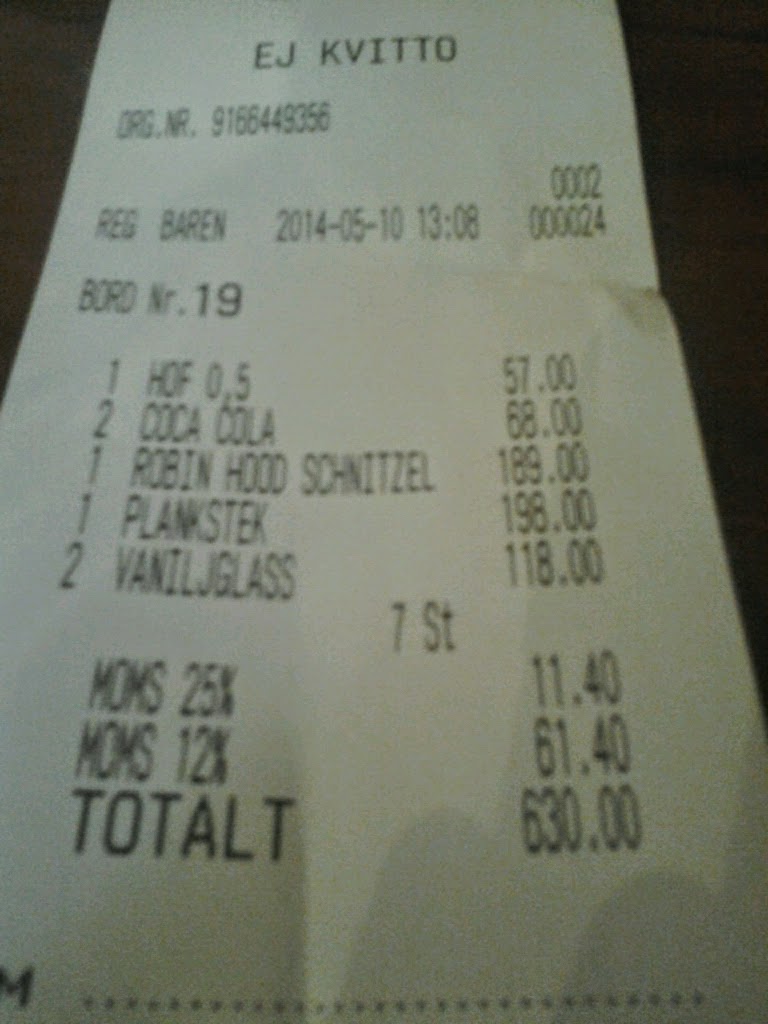 EJ KVITTO
ORG.NR. 9166449356
0002
REG BAREN 2014-05-10 13:08 000024
BORD Nr.19
1 HOF 0,5 57.00
2 COCA COLA 68.00
1 ROBIN HOOD SCHNITZEL 189.00
1 PLANKSTEK 198.00
2 VANILJGLASS 118.00
7 St
MOMS 25% 11.40
MOMS 12% 61.40
TOTALT 630.00
M ........................................